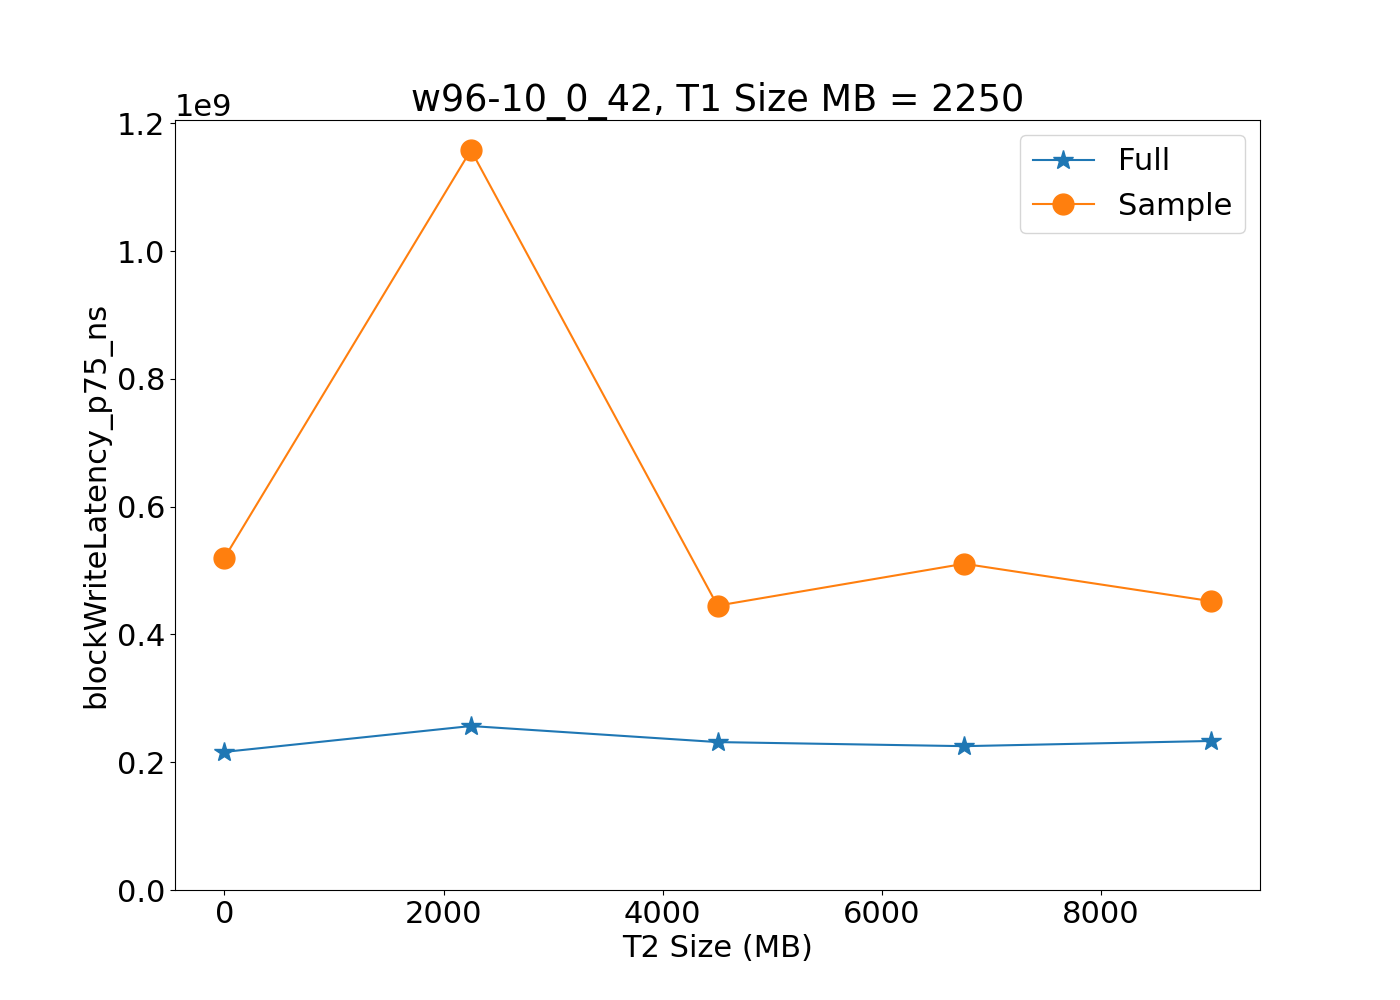 w96-10_0_42, T1 Size MB = 2250
1e9
1.2
1.0
0.8
0.6
0.4
0.2
0.0
blockWriteLatency_p75_ns
Full
Sample
0 2000 4000 6000 8000
T2 Size (MB)